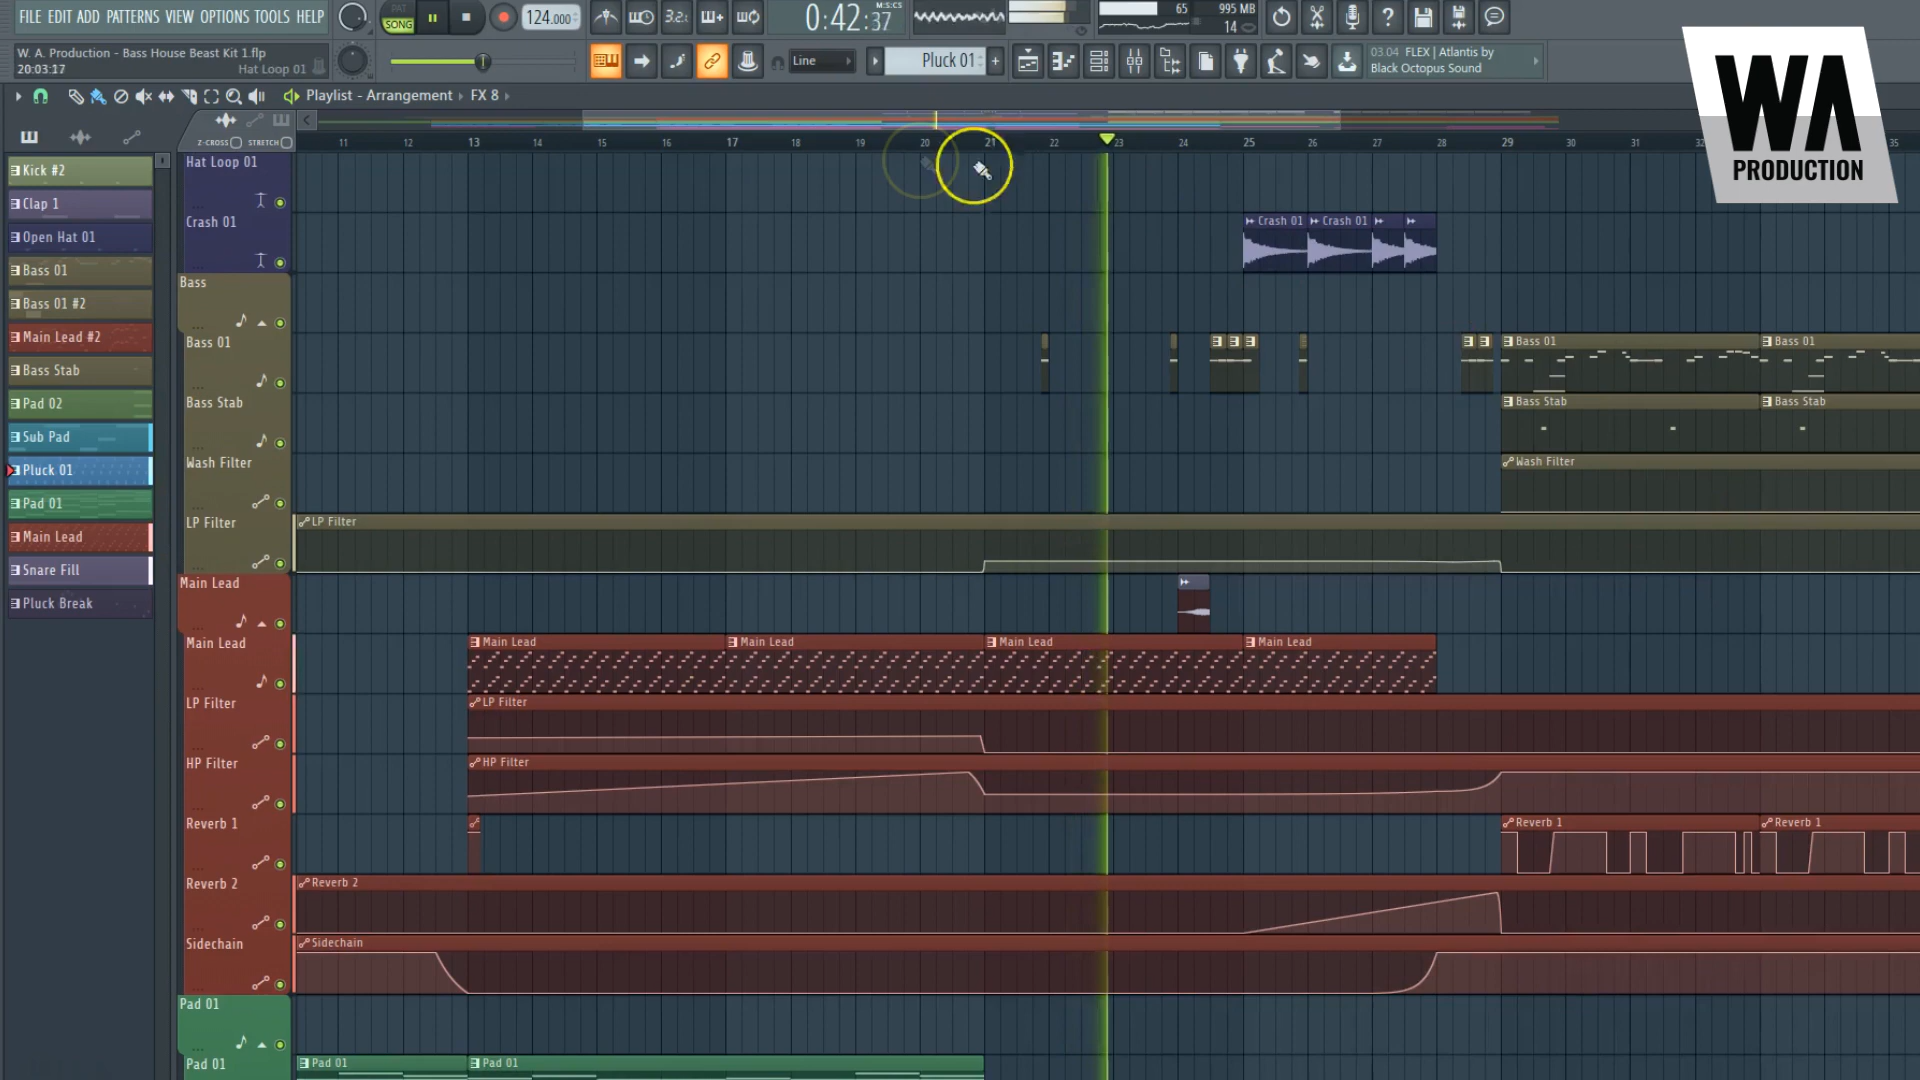 FILE EDIT ADD PATTERNS VIEW OPTIONS TOOLS HELP
PAT
SONG
124.000
3.2.:
0:42:37
M:S:CS
65
995 MB
14
W. A. Production - Bass House Beast Kit 1.flp
20:03:17
Hat Loop 01
Line
Pluck 01
03.04 FLEX | Atlantis by
Black Octopus Sound
WA
PRODUCTION
Playlist - Arrangement
FX 8
Z-CROSS
STRETCH
11 12 13 14 15 16 17 18 19 20 21 22 23 24 25 26 27 28 29 30 31 32 33 34 35
Kick #2
Clap 1
Open Hat 01
Bass 01
Bass 01 #2
Main Lead #2
Bass Stab
Pad 02
Sub Pad
Pluck 01
Pad 01
Main Lead
Snare Fill
Pluck Break
Hat Loop 01
Crash 01
Crash 01
Crash 01
Bass
Bass 01
Bass 01
Bass 01
Bass Stab
Bass Stab
Bass Stab
Wash Filter
Wash Filter
LP Filter
LP Filter
Main Lead
Main Lead
Main Lead
Main Lead
Main Lead
Main Lead
LP Filter
LP Filter
HP Filter
HP Filter
Reverb 1
Reverb 1
Reverb 1
Reverb 2
Reverb 2
Sidechain
Sidechain
Pad 01
Pad 01
Pad 01
Pad 01